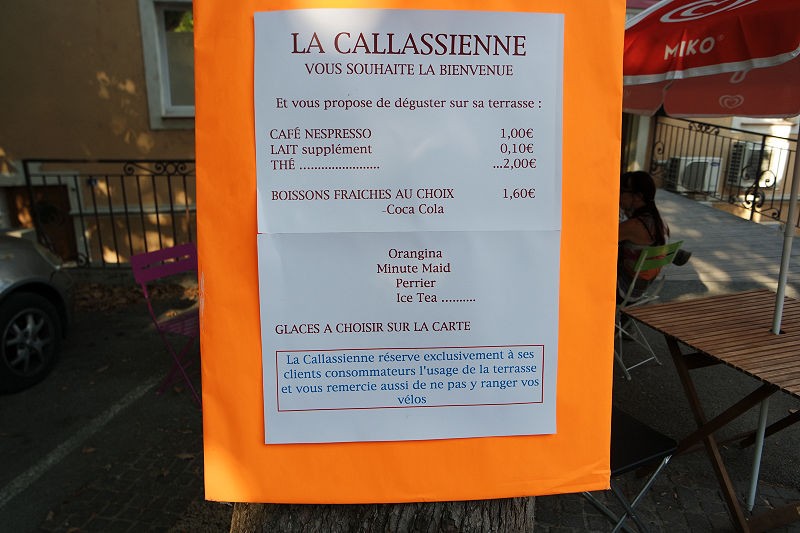 LA CALLASSIENNE
VOUS SOUHAITE LA BIENVENUE
Et vous propose de déguster sur sa terrasse :
CAFÉ NESPRESSO 1,00€
LAIT supplément 0,10€
THÉ ........................ ...2,00€
BOISSONS FRAICHES AU CHOIX 1,60€
-Coca Cola
Orangina
Minute Maid
Perrier
Ice Tea ..........
GLACES A CHOISIR SUR LA CARTE
La Callassienne réserve exclusivement à ses
clients consommateurs l'usage de la terrasse
et vous remercie aussi de ne pas y ranger vos
vélos
MIKO